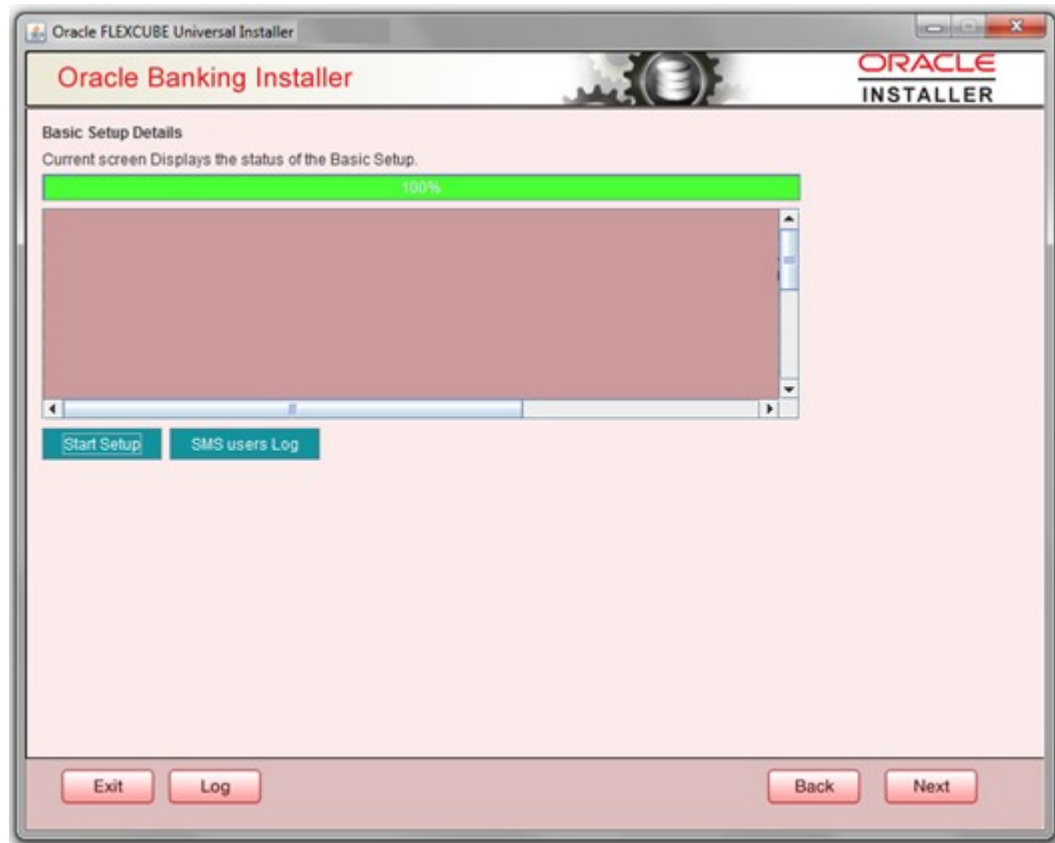 Oracle FLEXCUBE Universal Installer
Oracle Banking Installer
ORACLE
INSTALLER
Basic Setup Details
Current screen Displays the status of the Basic Setup.
100%
Start Setup
SMS users Log
Exit
Log
Back
Next